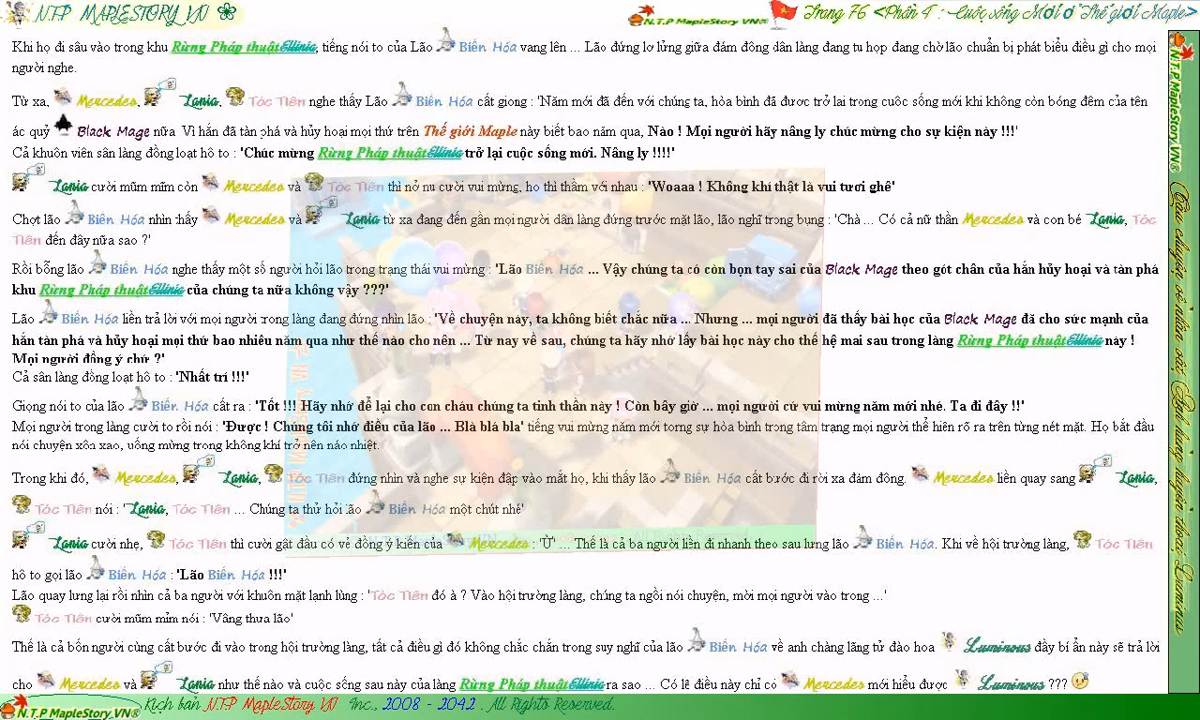 N.T.P MAPLESTORY VN
N.T.P MapleStory VN® Trang 76 <Phần 4 : Cuộc sống Mới ở Thế giới Maple>
Khi họ đi sâu vào trong khu Rừng Pháp thuật Ellinia, tiếng nói to của Lão Biến Hóa vang lên ... Lão đứng lơ lửng giữa đám đông dân làng đang tu họp đang chờ lão chuẩn bị phát biểu điều gì cho mọi
người nghe.
Từ xa, Mercedes, Lania, Tóc Tiên nghe thấy Lão Biến Hóa cất giọng : 'Năm mới đã đến với chúng ta, hòa bình đã được trở lại trong cuộc sống mới khi không còn bóng đêm của tên
ác quỷ Black Mage nữa Vì hắn đã tàn phá và hủy hoại mọi thứ trên Thế giới Maple này biết bao năm qua, Nào ! Mọi người hãy nâng ly chúc mừng cho sự kiện này !!!'
Cả khuôn viên sân làng đồng loạt hô to : 'Chúc mừng Rừng Pháp thuật Ellinia trở lại cuộc sống mới. Nâng ly !!!!'
Lania cười mũm mĩm còn Mercedes và Tóc Tiên thì nở nụ cười vui mừng, họ thì thầm với nhau : 'Woaaa ! Không khí thật là vui tươi ghê'
Chợt lão Biến Hóa nhìn thấy Mercedes và Lania từ xa đang đến gần mọi người dân làng đứng trước mặt lão, lão nghĩ trong bụng : 'Chà ... Có cả nữ thần Mercedes và con bé Lania, Tóc
Tiên đến đây nữa sao ?'
Rồi bỗng lão Biến Hóa nghe thấy một số người hỏi lão trong trạng thái vui mừng : 'Lão Biến Hóa ... Vậy chúng ta có còn bọn tay sai của Black Mage theo gót chân của hắn hủy hoại và tàn phá
khu Rừng Pháp thuật Ellinia của chúng ta nữa không vậy ???'
Lão Biến Hóa liền trả lời với mọi người trong làng đang đứng nhìn lão : 'Về chuyện này, ta không biết chắc nữa ... Nhưng ... mọi người đã thấy bài học của Black Mage đã cho sức mạnh của
hắn tàn phá và hủy hoại mọi thứ bao nhiêu năm qua như thế nào cho nên ... Từ nay về sau, chúng ta hãy nhớ lấy bài học này cho thế hệ mai sau trong làng Rừng Pháp thuật Ellinia này !
Mọi người đồng ý chứ ?'
Cả sân làng đồng loạt hô to : 'Nhất trí !!!'
Giọng nói to của lão Biến Hóa cất ra : 'Tốt !!! Hãy nhớ để lại cho con cháu chúng ta tinh thần này ! Còn bây giờ ... mọi người cứ vui mừng năm mới nhé. Ta đi đây !!'
Mọi người trong làng cười to rồi nói : 'Được ! Chúng tôi nhớ điều của lão ... Blà blá bla' tiếng vui mừng năm mới torng sự hòa bình trong tâm trạng mọi người thể hiện rõ ra trên từng nét mặt. Họ bắt đầu
nói chuyện xôn xao, uống mừng trong không khí trở nên náo nhiệt.
Trong khi đó, Mercedes, Lania, Tóc Tiên đứng nhìn và nghe sự kiện đập vào mắt họ, khi thấy lão Biến Hóa cất bước đi rời xa đám đông. Mercedes liền quay sang Lania,
Tóc Tiên nói : 'Lania, Tóc Tiên ... Chúng ta thử hỏi lão Biến Hóa một chút nhé'
Lania cười nhẹ, Tóc Tiên thì cười gật đầu có vẻ đồng ý kiến của Mercedes : 'Ừ' ... Thế là cả ba người liền đi nhanh theo sau lưng lão Biến Hóa. Khi về hội trường làng, Tóc Tiên
hô to gọi lão Biến Hóa : 'Lão Biến Hóa !!!'
Lão quay lưng lại rồi nhìn cả ba người với khuôn mặt lạnh lùng : 'Tóc Tiên đó à ? Vào hội trường làng, chúng ta ngồi nói chuyện, mời mọi người vào trong ...'
Tóc Tiên cười mũm mỉm nói : 'Vâng thưa lão'
Thế là cả bốn người cùng cất bước đi vào trong hội trường làng, tất cả điều gì đó không chắc chắn trong suy nghĩ của lão Biến Hóa về anh chàng lãng tử đào hoa Luminous đầy bí ẩn này sẽ trả lời
cho Mercedes và Lania như thế nào và cuộc sống sau này của làng Rừng Pháp thuật Ellinia ra sao ... Có lẽ điều này chỉ có Mercedes mới hiểu được Luminous ???
N.T.P MapleStory VN® Kịch bản N.T.P MapleStory VN Inc., 2008 - 2042 . All Rights Reserved.
N.T.P MapleStory VN®